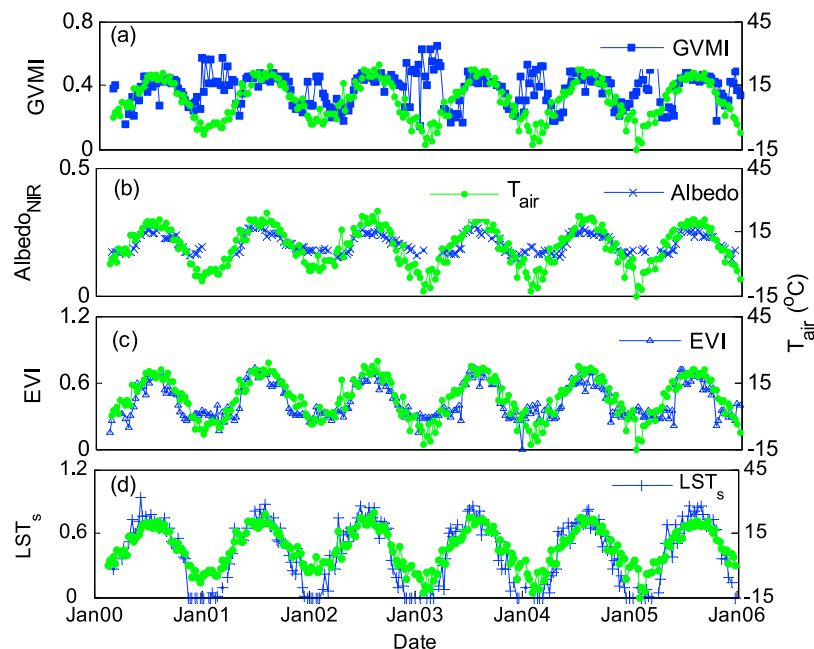 0.8 (a) GVMI 45
GVMI 0.4 15
0 -15
0.5 (b) T_air Albedo 45
Albedo_NIR 15
0 -15
T_air (°C)
1.2 (c) EVI 45
EVI 0.6 15
0 -15
1.2 (d) LST_s 45
LST_s 0.6 15
0 -15
Jan00 Jan01 Jan02 Jan03 Jan04 Jan05 Jan06
Date